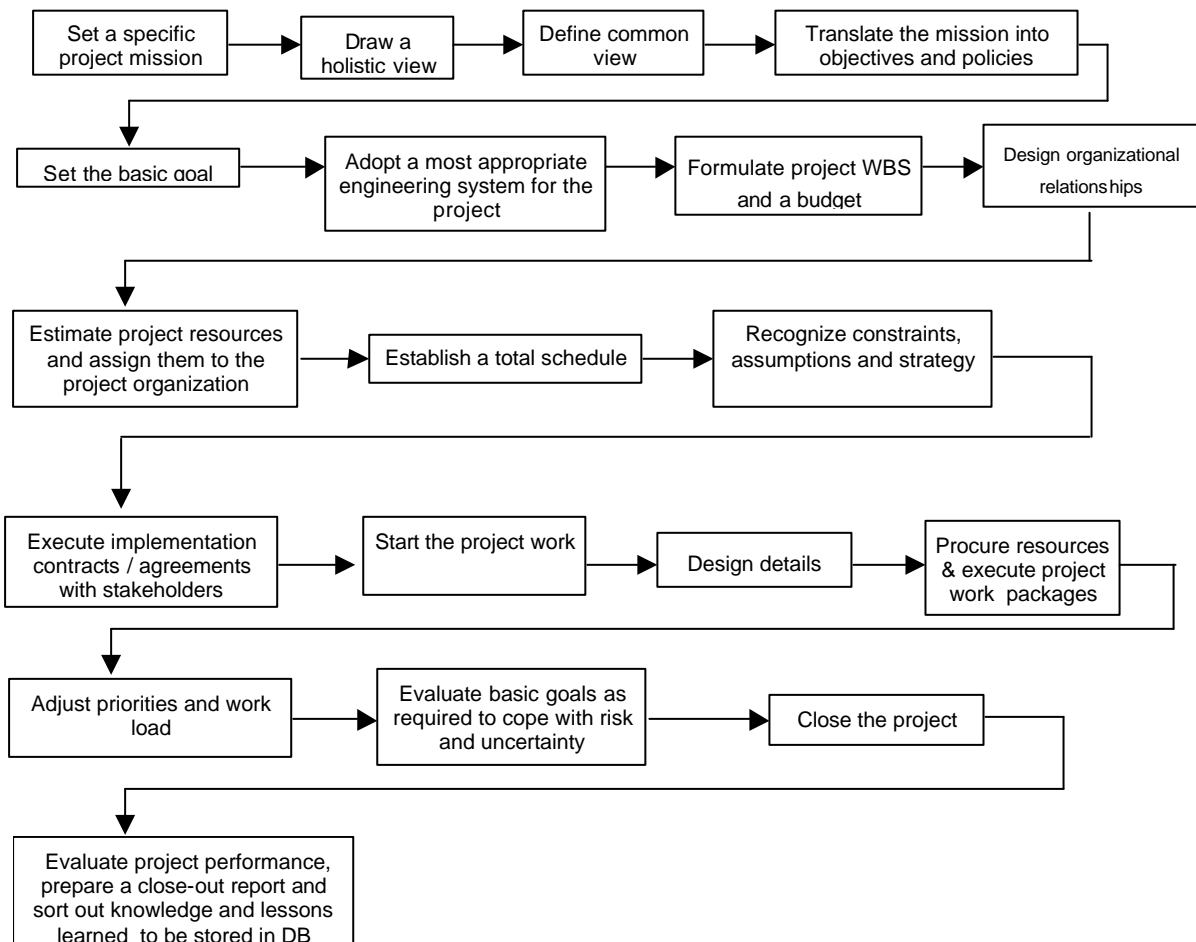 Set a specific
project mission
Draw a
holistic view
Define common
view
Translate the mission into
objectives and policies
Set the basic goal
Adopt a most appropriate
engineering system for the
project
Formulate project WBS
and a budget
Design organizational
relationships
Estimate project resources
and assign them to the
project organization
Establish a total schedule
Recognize constraints,
assumptions and strategy
Execute implementation
contracts / agreements
with stakeholders
Start the project work
Design details
Procure resources
& execute project
work packages
Adjust priorities and work
load
Evaluate basic goals as
required to cope with risk
and uncertainty
Close the project
Evaluate project performance,
prepare a close-out report and
sort out knowledge and lessons
learned to be stored in DB